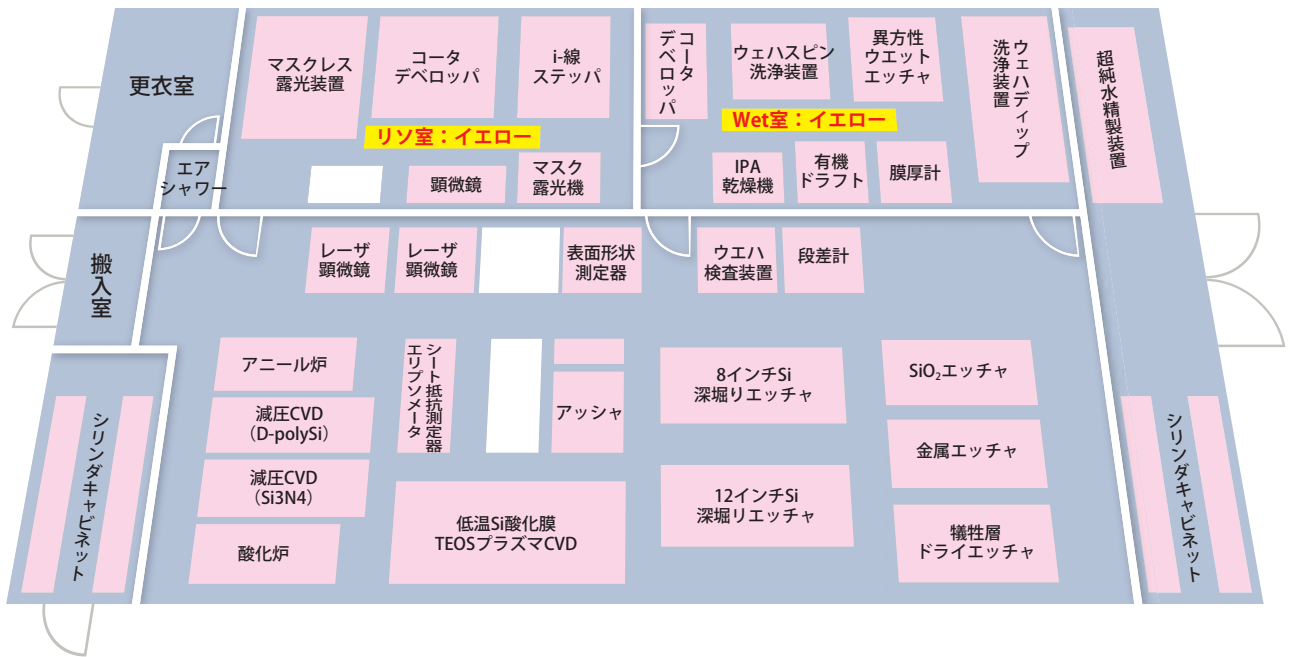 更衣室
エア
シャワー
搬入室
マスクレス
露光装置
コータ
デベロッパ
i-線
ステッパ
リソ室：イエロー
顕微鏡
マスク
露光機
コータ
デベロッパ
ウェハスピン
洗浄装置
異方性
ウエット
エッチャ
ウェハディップ
洗浄装置
Wet室：イエロー
IPA
乾燥機
有機
ドラフト
膜厚計
超純水精製装置
レーザ
顕微鏡
レーザ
顕微鏡
表面形状
測定器
ウエハ
検査装置
段差計
アニール炉
減圧CVD
（D-polySi）
減圧CVD
（Si3N4）
酸化炉
シート抵抗測定器
エリプソメータ
アッシャ
低温Si酸化膜
TEOSプラズマCVD
8インチSi
深堀りエッチャ
12インチSi
深堀りエッチャ
SiO₂エッチャ
金属エッチャ
犠牲層
ドライエッチャ
シリンダキャビネット
シリンダキャビネット